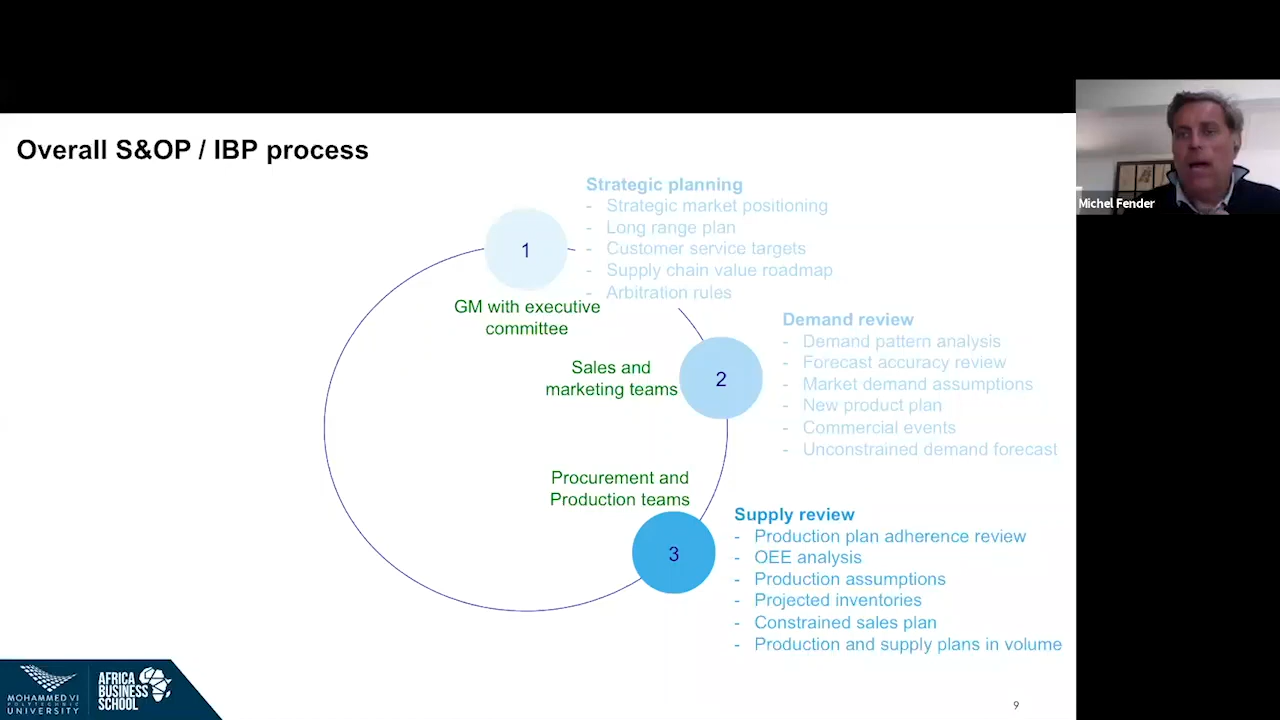 Overall S&OP / IBP process
Michel Fender
Strategic planning
- Strategic market positioning
- Long range plan
- Customer service targets
- Supply chain value roadmap
- Arbitration rules
1
GM with executive
committee
Demand review
- Demand pattern analysis
- Forecast accuracy review
- Market demand assumptions
- New product plan
- Commercial events
- Unconstrained demand forecast
Sales and
marketing teams
2
Procurement and
Production teams
3
Supply review
- Production plan adherence review
- OEE analysis
- Production assumptions
- Projected inventories
- Constrained sales plan
- Production and supply plans in volume
MOHAMMED VI
POLYTECHNIC
UNIVERSITY
AFRICA
BUSINESS
SCHOOL
9